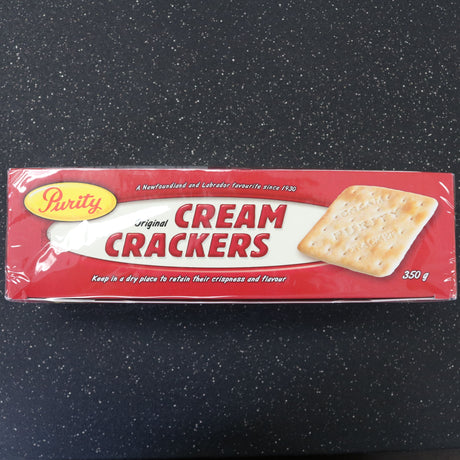 A Newfoundland and Labrador favourite since 1930
Purity
Original CREAM
CRACKERS
Keep in a dry place to retain their crispness and flavour
350 g